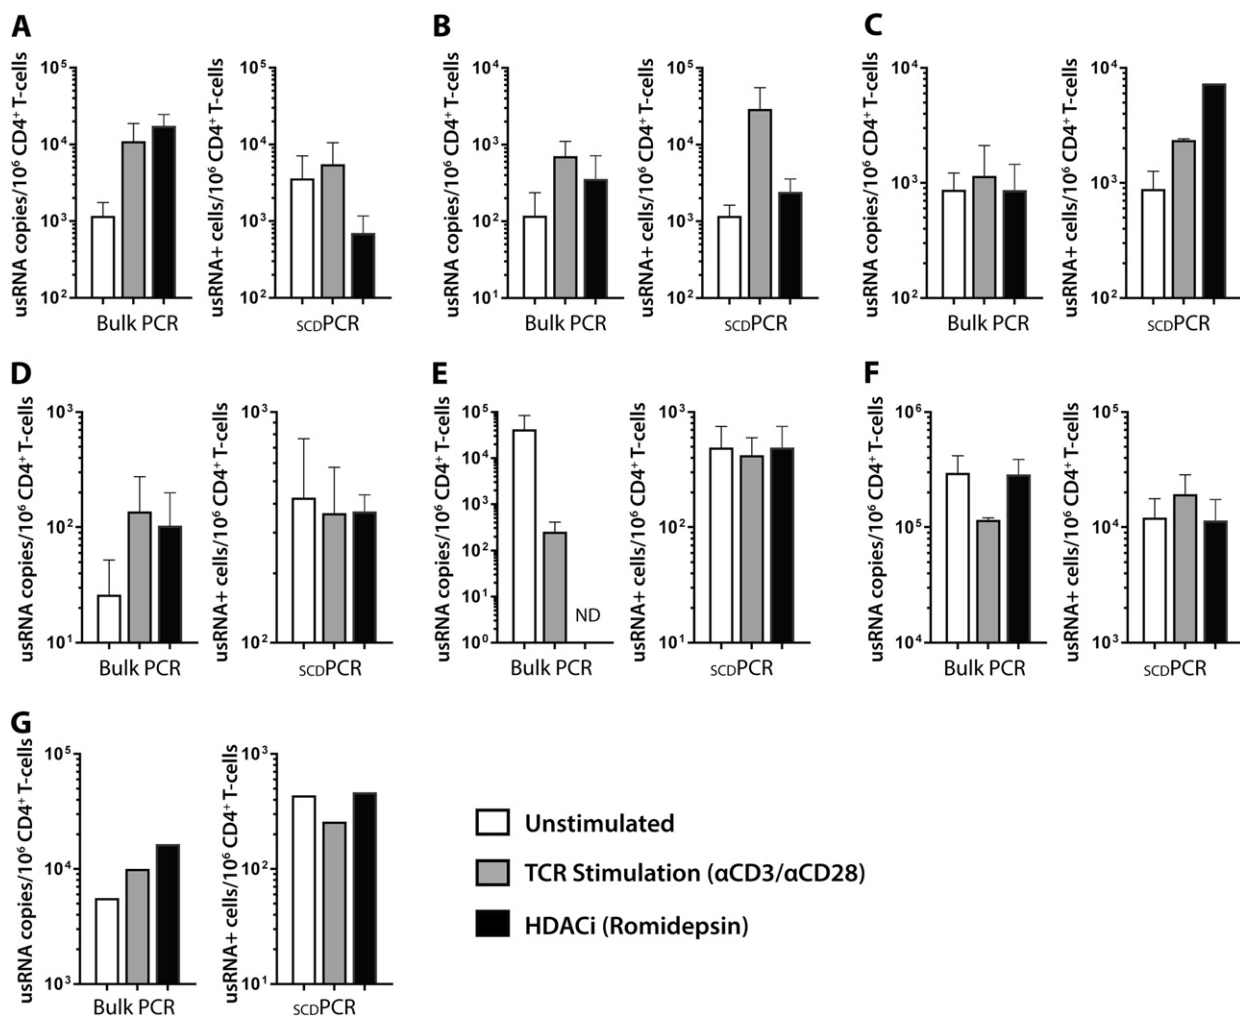 A
usRNA copies/10⁶ CD4⁺ T-cells
10⁵
10⁴
10³
10²
Bulk PCR
usRNA+ cells/10⁶ CD4⁺ T-cells
10⁵
10⁴
10³
10²
SCDPCR
B
usRNA copies/10⁶ CD4⁺ T-cells
10⁴
10³
10²
10¹
Bulk PCR
usRNA+ cells/10⁶ CD4⁺ T-cells
10⁵
10⁴
10³
10²
SCDPCR
C
usRNA copies/10⁶ CD4⁺ T-cells
10⁴
10³
10²
Bulk PCR
usRNA+ cells/10⁶ CD4⁺ T-cells
10⁴
10³
10²
SCDPCR
D
usRNA copies/10⁶ CD4⁺ T-cells
10³
10²
10¹
Bulk PCR
usRNA+ cells/10⁶ CD4⁺ T-cells
10³
10²
SCDPCR
E
usRNA copies/10⁶ CD4⁺ T-cells
10⁵
10⁴
10³
10²
10¹
10⁰
ND
Bulk PCR
usRNA+ cells/10⁶ CD4⁺ T-cells
10³
10²
10¹
SCDPCR
F
usRNA copies/10⁶ CD4⁺ T-cells
10⁶
10⁵
10⁴
Bulk PCR
usRNA+ cells/10⁶ CD4⁺ T-cells
10⁵
10⁴
10³
SCDPCR
G
usRNA copies/10⁶ CD4⁺ T-cells
10⁵
10⁴
10³
Bulk PCR
usRNA+ cells/10⁶ CD4⁺ T-cells
10³
10²
10¹
SCDPCR
Unstimulated
TCR Stimulation (αCD3/αCD28)
HDACi (Romidepsin)